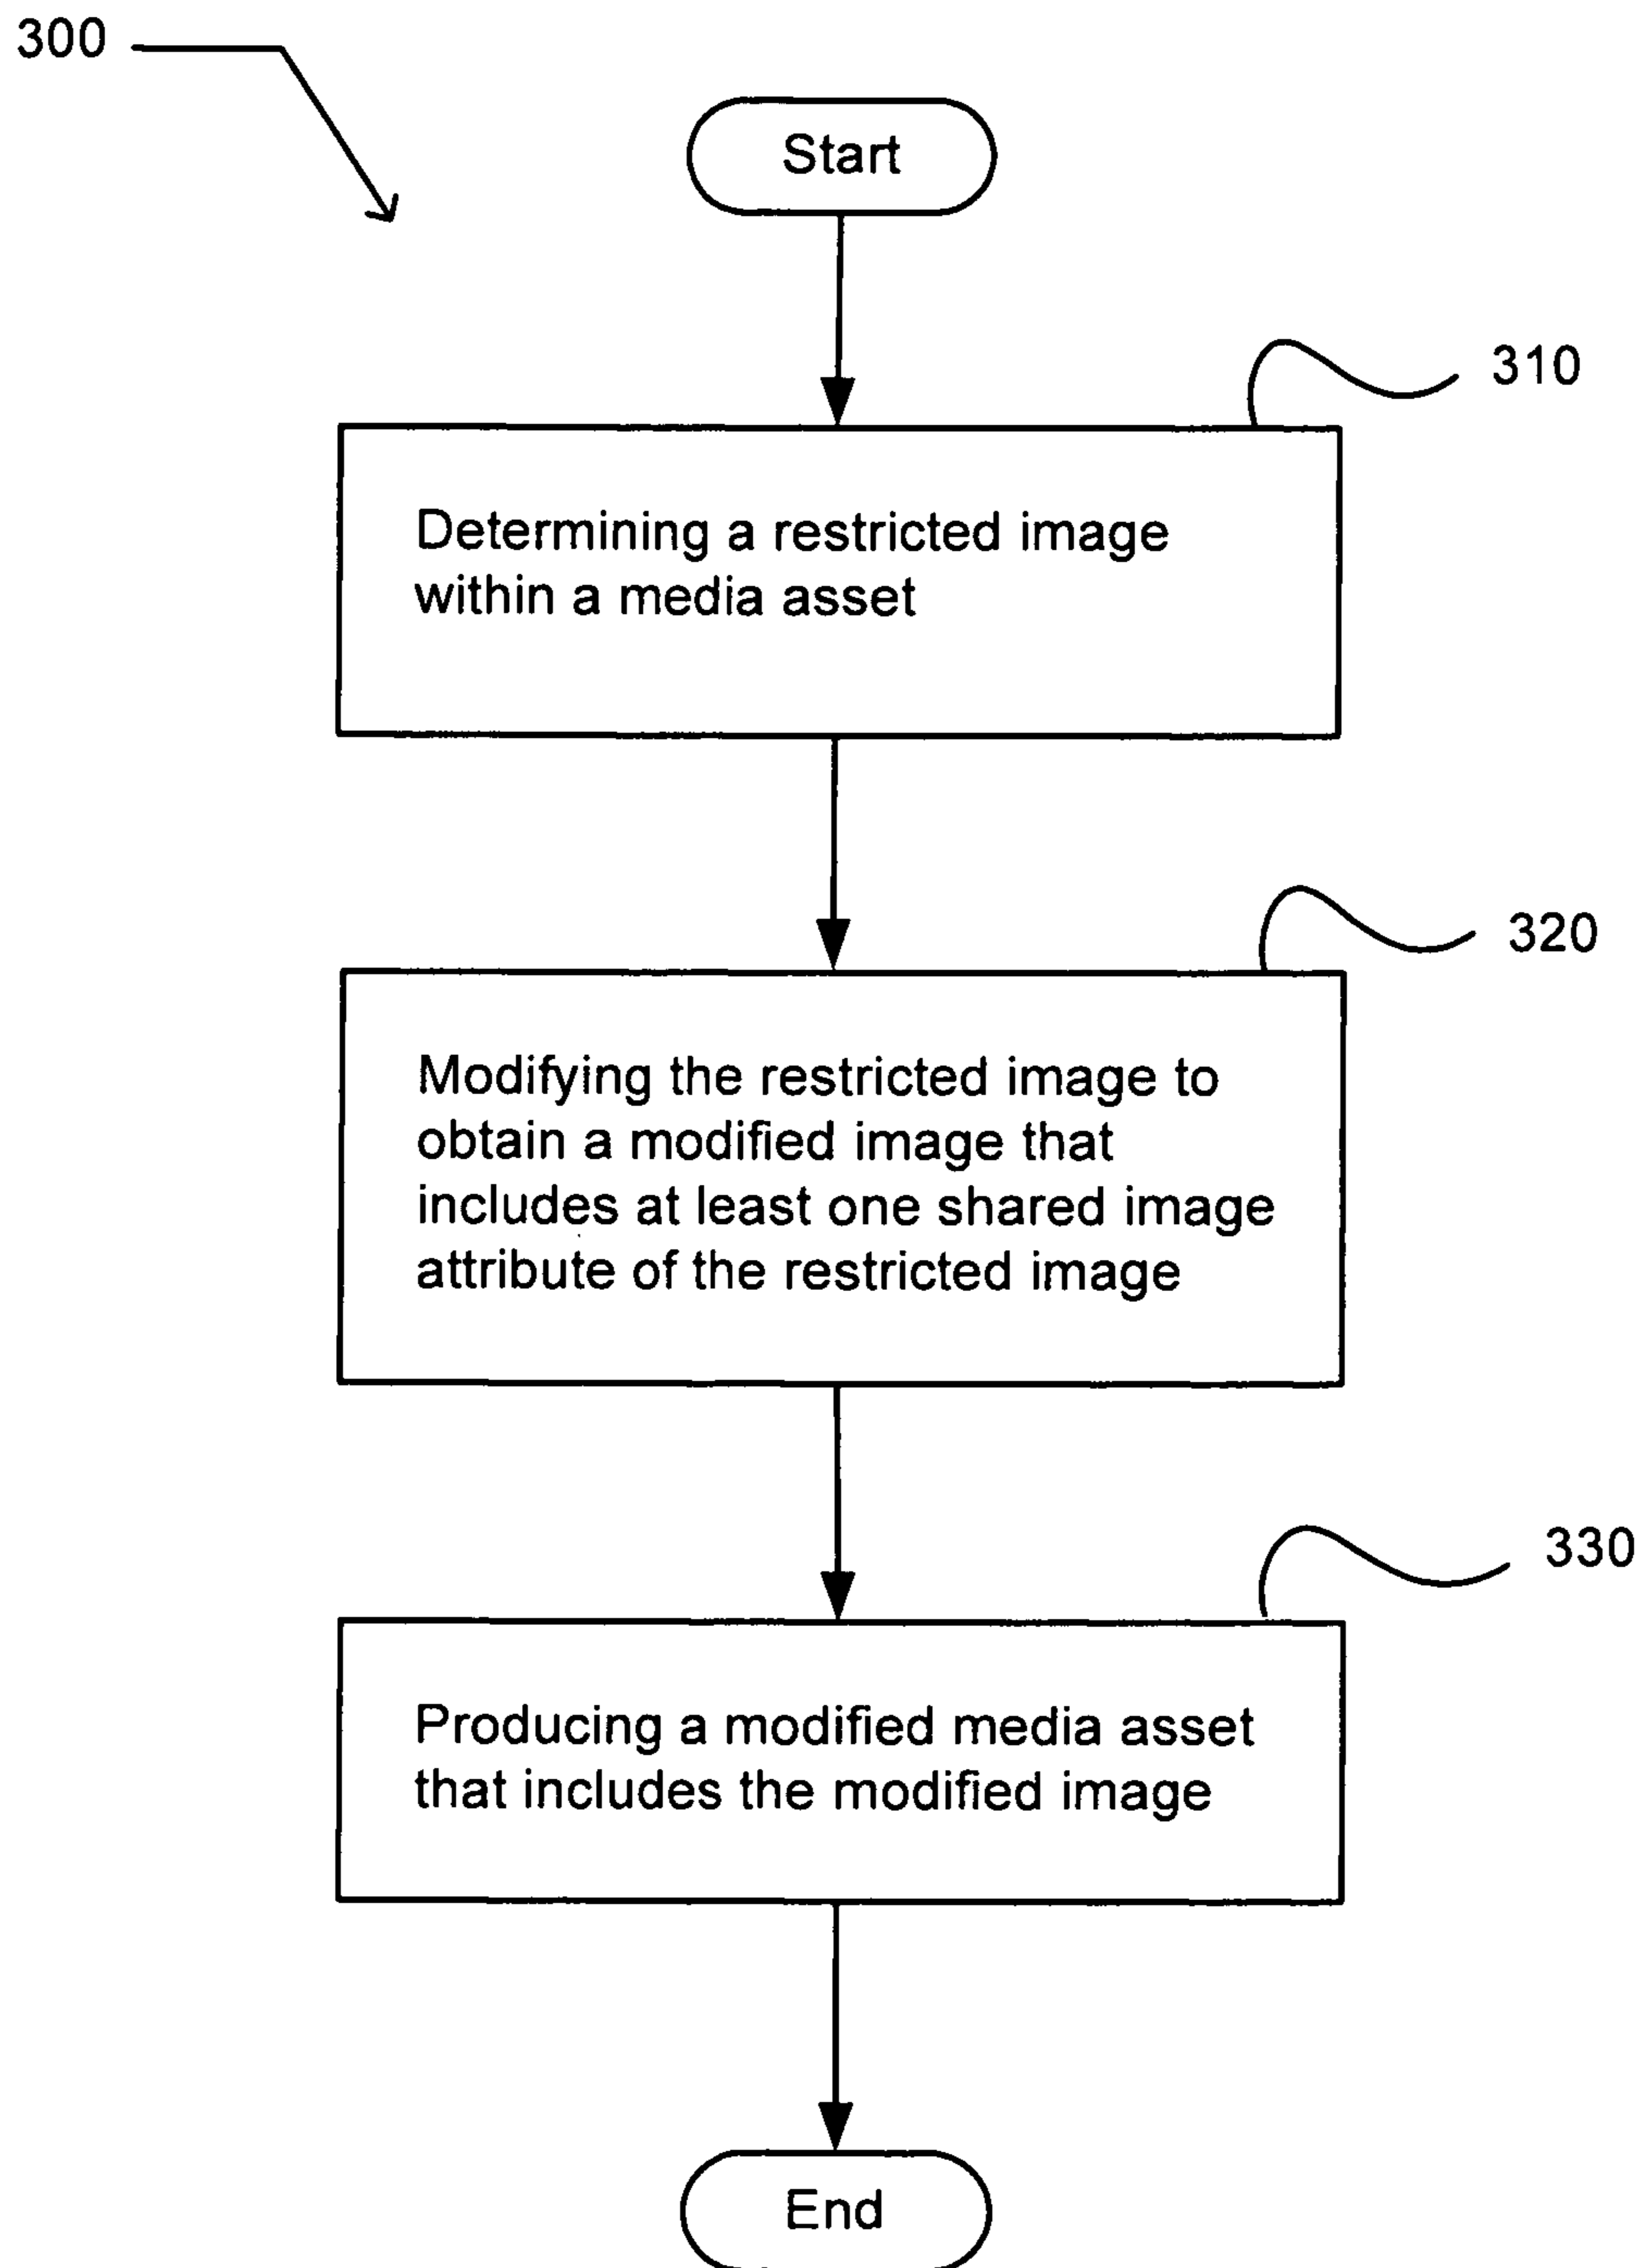 300
Start
310
Determining a restricted image
within a media asset
320
Modifying the restricted image to
obtain a modified image that
includes at least one shared image
attribute of the restricted image
330
Producing a modified media asset
that includes the modified image
End